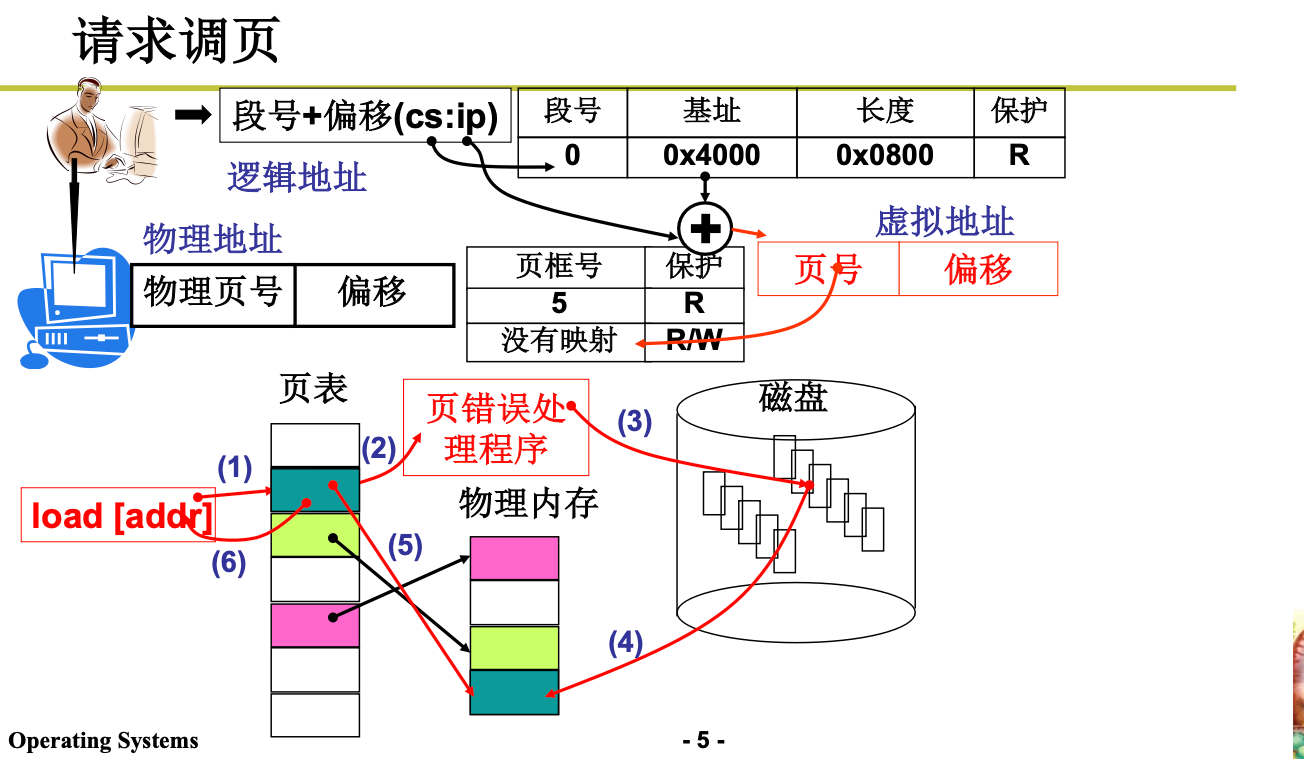 请求调页
段号+偏移(cs:ip)
段号 基址 长度 保护
0 0x4000 0x0800 R
逻辑地址
+
虚拟地址
页号 偏移
物理地址
物理页号 偏移
页框号 保护
5 R
没有映射 R/W
页表
页错误处
理程序
磁盘
(1)
(2)
(3)
load [addr]
物理内存
(5)
(6)
(4)
Operating Systems
- 5 -